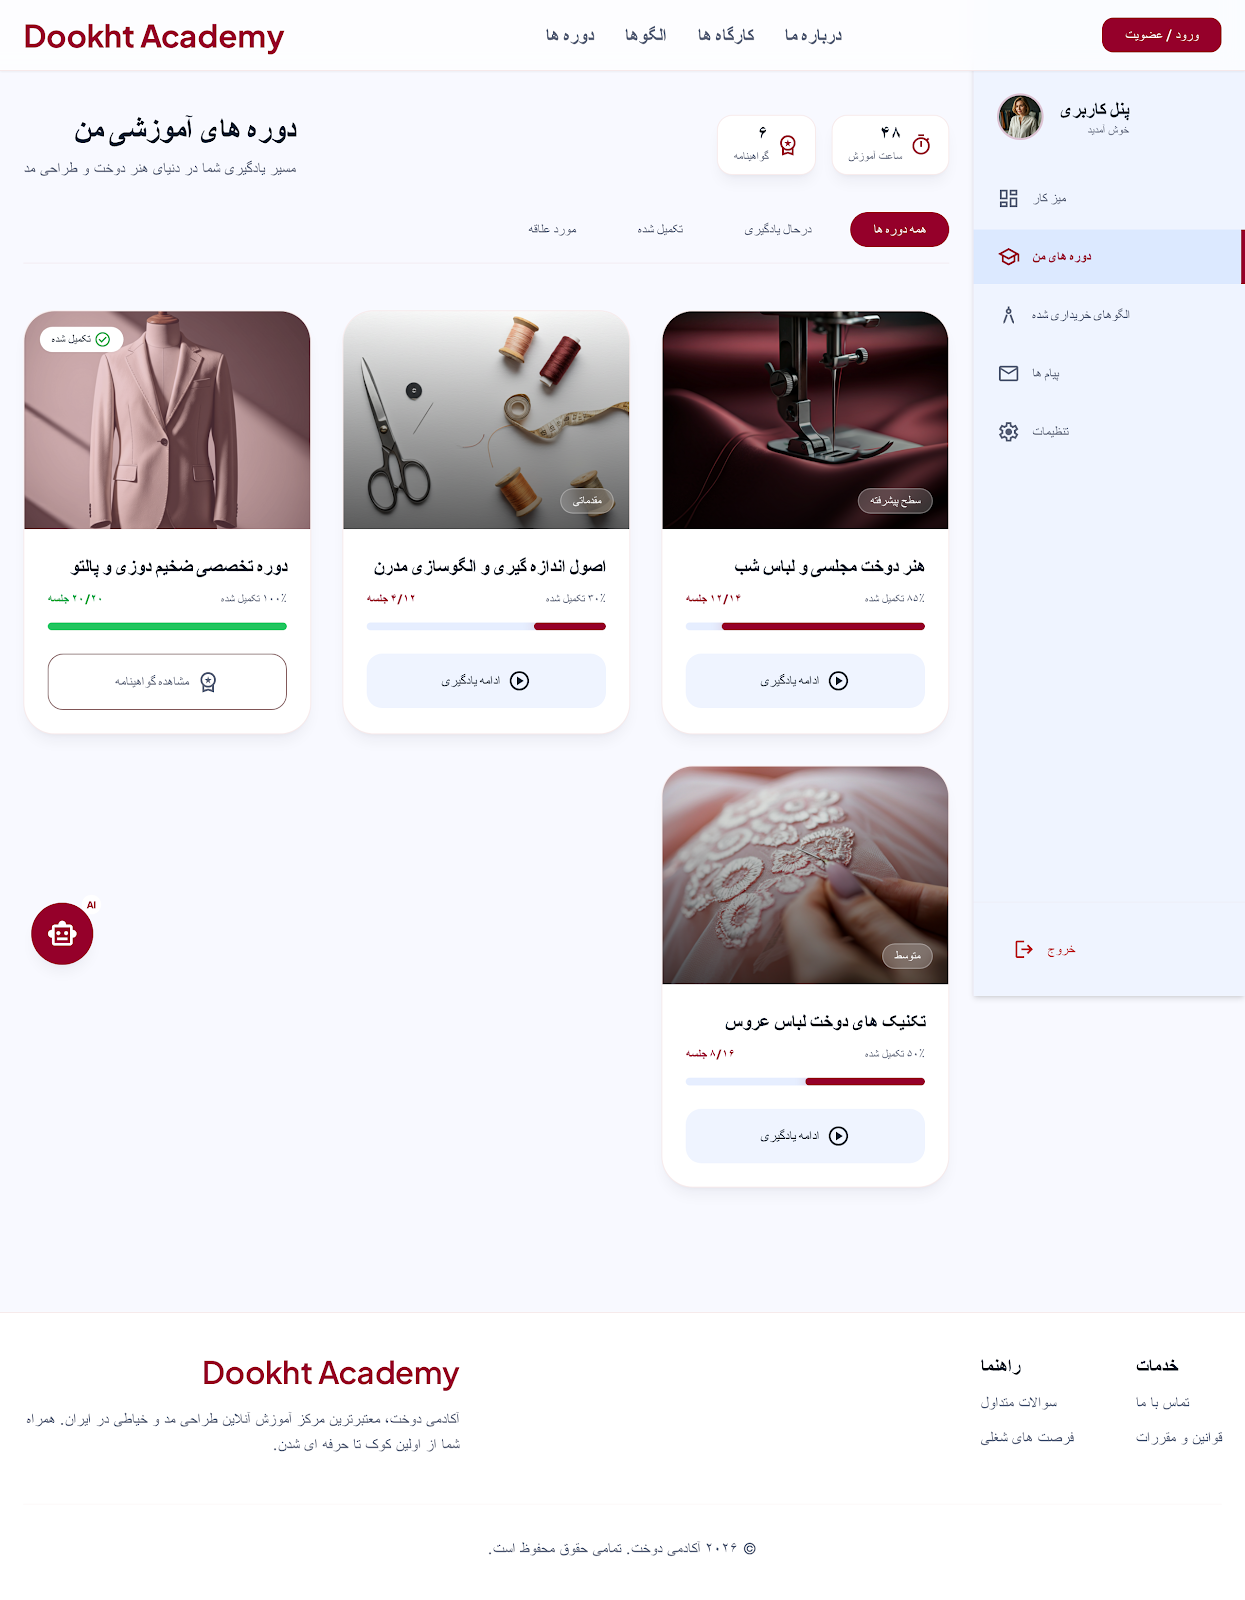 Dookht Academy
درباره ما
کارگاه ها
الگوها
دوره ها
ورود / عضویت
پنل کاربری
خوش آمدید
میز کار
دوره های من
الگوهای خریداری شده
پیام ها
تنظیمات
خروج
دوره های آموزشی من
مسیر یادگیری شما در دنیای هنر دوخت و طراحی مد
۴۸
ساعت آموزش
۶
گواهینامه
همه دوره ها
درحال یادگیری
تکمیل شده
مورد علاقه
سطح پیشرفته
هنر دوخت مجلسی و لباس شب
۸۵٪ تکمیل شده
۱۲/۱۴ جلسه
ادامه یادگیری
مقدماتی
اصول اندازه گیری و الگوسازی مدرن
۳۰٪ تکمیل شده
۴/۱۲ جلسه
ادامه یادگیری
تکمیل شده
دوره تخصصی ضخیم دوزی و پالتو
۱۰۰٪ تکمیل شده
۲۰/۲۰ جلسه
مشاهده گواهینامه
متوسط
تکنیک های دوخت لباس عروس
۵۰٪ تکمیل شده
۸/۱۶ جلسه
ادامه یادگیری
AI
خدمات
تماس با ما
قوانین و مقررات
راهنما
سوالات متداول
فرصت های شغلی
Dookht Academy
آکادمی دوخت، معتبرترین مرکز آموزش آنلاین طراحی مد و خیاطی در ایران. همراه
شما از اولین کوک تا حرفه ای شدن.
© ۲۰۲۶ آکادمی دوخت. تمامی حقوق محفوظ است.